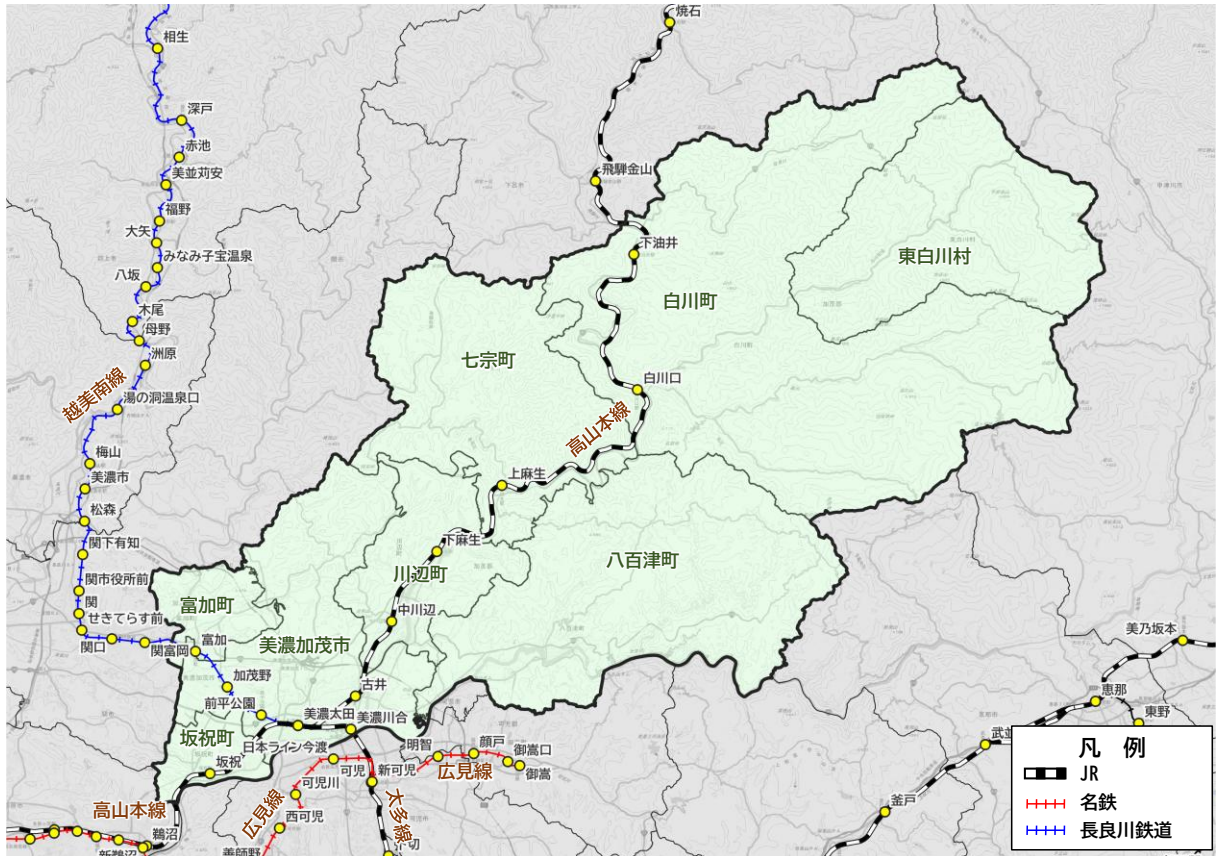 焼石
相生
深戸
赤池
美並苅安
福野
大矢
みなみ子宝温泉
八坂
木尾
母野
洲原
越美南線
湯の洞温泉口
梅山
美濃市
松森
関下有知
関市役所前
関
せきてらす前
関口
関富岡
富加
加茂野
前平公園
飛騨金山
下油井
白川口
高山本線
上麻生
下麻生
中川辺
古井
美濃太田
美濃川合
東白川村
白川町
七宗町
八百津町
川辺町
富加町
美濃加茂市
坂祝町
坂祝
日本ライン今渡
可児
新可児
明智
顔戸
御嵩口
御嵩
広見線
可児川
広見線
西可児
善師野
太多線
高山本線
鵜沼
新鵜沼
美乃坂本
恵那
東野
釜戸
凡 例
JR
名鉄
長良川鉄道